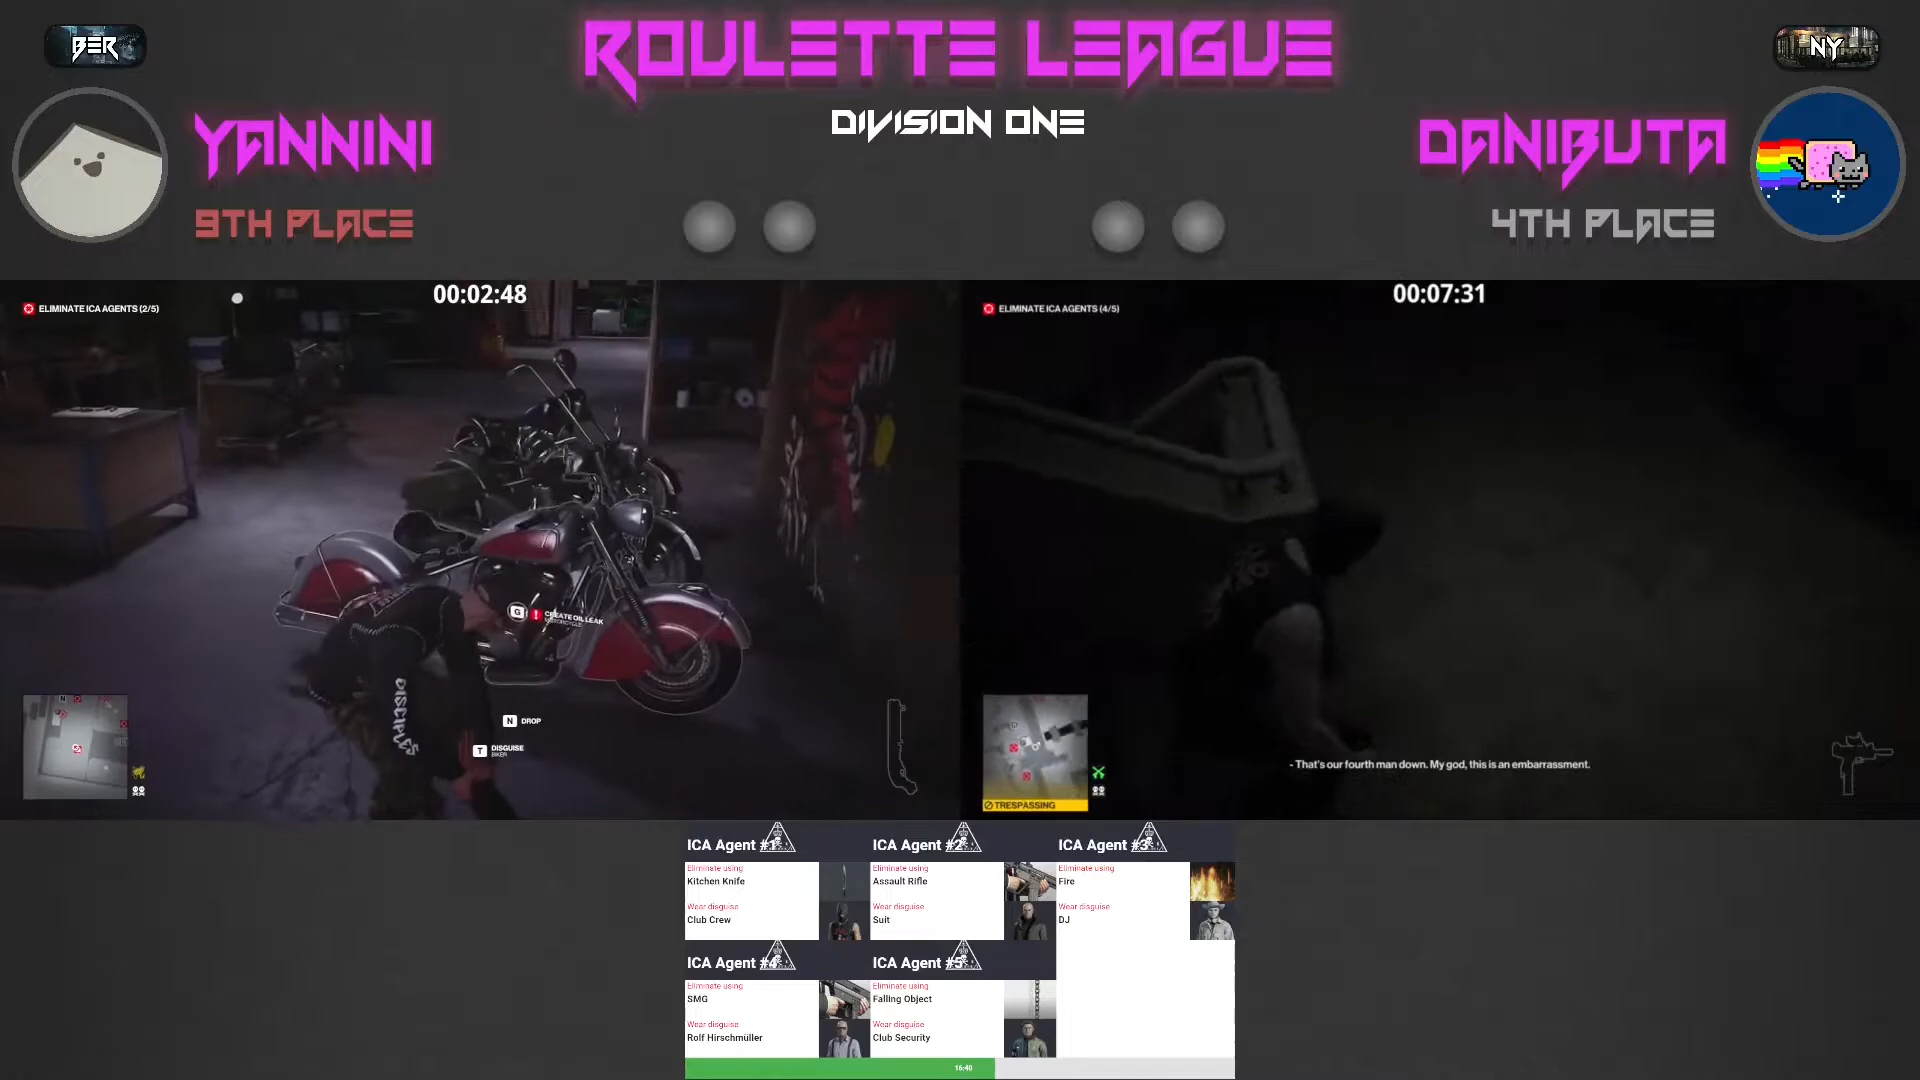 BER
ROULETTE LEAGUE
NY
DIVISION ONE
YANNINI
DANIBUTA
9TH PLACE
4TH PLACE
ELIMINATE ICA AGENTS (2/5)
00:02:48
ELIMINATE ICA AGENTS (4/5)
00:07:31
G ! CREATE OIL LEAK
MOTORCYCLE
DISCIPLES
N DROP
T DISGUISE
BIKER
N
- That's our fourth man down. My god, this is an embarrassment.
TRESPASSING
ICA Agent #1
Eliminate using
Kitchen Knife
Wear disguise
Club Crew
ICA Agent #2
Eliminate using
Assault Rifle
Wear disguise
Suit
ICA Agent #3
Eliminate using
Fire
Wear disguise
DJ
ICA Agent #4
Eliminate using
SMG
Wear disguise
Rolf Hirschmüller
ICA Agent #5
Eliminate using
Falling Object
Wear disguise
Club Security
16:40